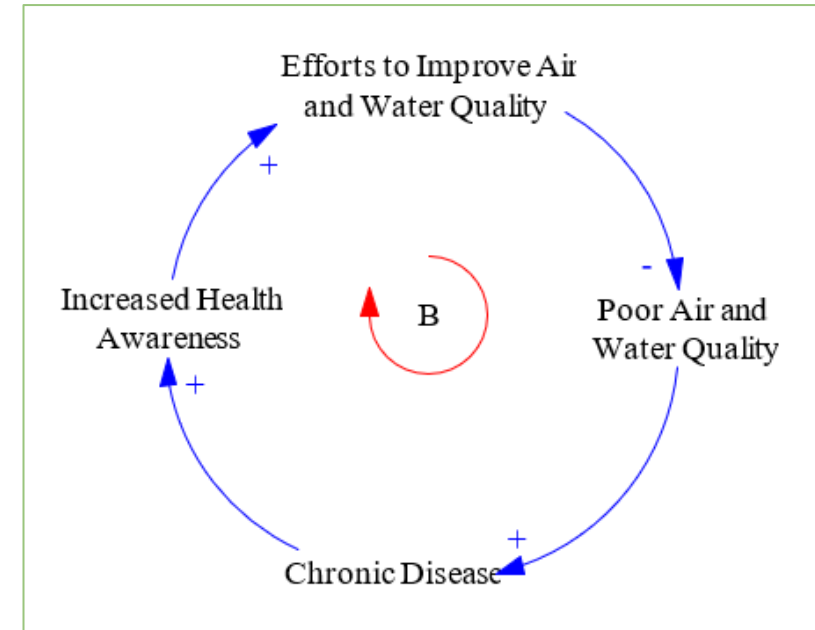 Efforts to Improve Air
and Water Quality
+
-
Increased Health
Awareness
B
Poor Air and
Water Quality
+
+
Chronic Disease